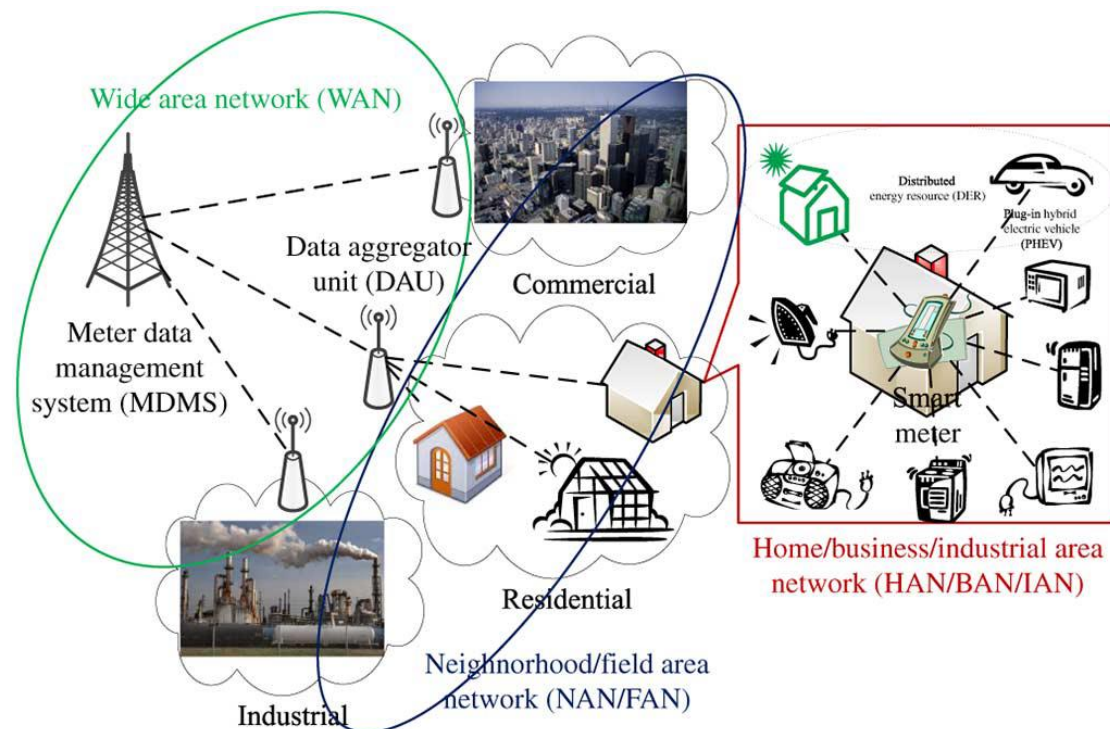 Wide area network (WAN)
Data aggregator
unit (DAU)
Meter data
management
system (MDMS)
Commercial
Residential
Industrial
Neighnorhood/field area
network (NAN/FAN)
Distributed
energy resource (DER)
Plug-in hybrid
electric vehicle
(PHEV)
Smart
meter
Home/business/industrial area
network (HAN/BAN/IAN)